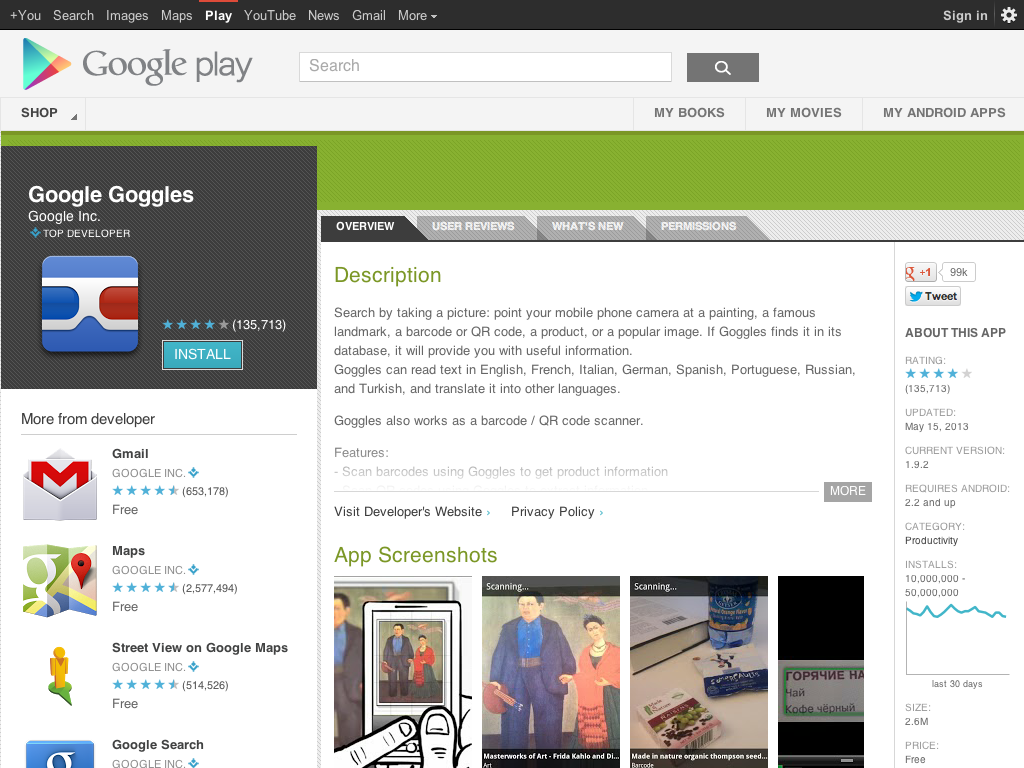 +You Search Images Maps Play YouTube News Gmail More
Sign in
Google play
Search
SHOP
MY BOOKS
MY MOVIES
MY ANDROID APPS
Google Goggles
Google Inc.
TOP DEVELOPER
(135,713)
INSTALL
More from developer
Gmail
GOOGLE INC.
(653,178)
Free
Maps
GOOGLE INC.
(2,577,494)
Free
Street View on Google Maps
GOOGLE INC.
(514,526)
Free
Google Search
GOOGLE INC.
OVERVIEW
USER REVIEWS
WHAT'S NEW
PERMISSIONS
Description
Search by taking a picture: point your mobile phone camera at a painting, a famous
landmark, a barcode or QR code, a product, or a popular image. If Goggles finds it in its
database, it will provide you with useful information.
Goggles can read text in English, French, Italian, German, Spanish, Portuguese, Russian,
and Turkish, and translate it into other languages.
Goggles also works as a barcode / QR code scanner.
Features:
- Scan barcodes using Goggles to get product information
MORE
Visit Developer's Website ›
Privacy Policy ›
App Screenshots
Scanning...
Masterworks of Art - Frida Kahlo and Di...
Art
Scanning...
Made in nature organic thompson seed...
Barcode
ГОРЯЧИЕ НА
Чай
Кофе чёрный
+1
99k
Tweet
ABOUT THIS APP
RATING:
(135,713)
UPDATED:
May 15, 2013
CURRENT VERSION:
1.9.2
REQUIRES ANDROID:
2.2 and up
CATEGORY:
Productivity
INSTALLS:
10,000,000 -
50,000,000
last 30 days
SIZE:
2.6M
PRICE:
Free